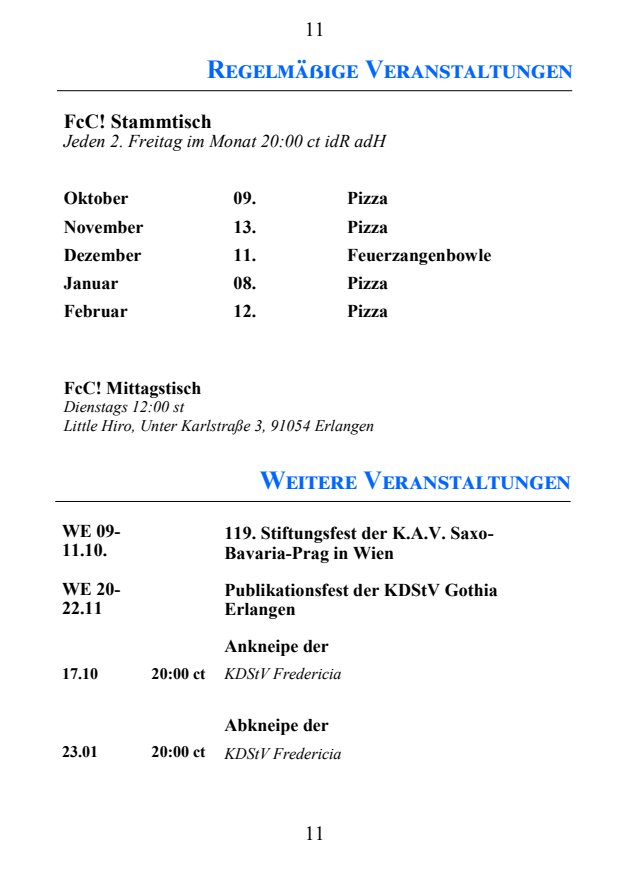 11
REGELMÄßIGE VERANSTALTUNGEN
FcC! Stammtisch
Jeden 2. Freitag im Monat 20:00 ct idR adH
Oktober 09. Pizza
November 13. Pizza
Dezember 11. Feuerzangenbowle
Januar 08. Pizza
Februar 12. Pizza
FcC! Mittagstisch
Dienstags 12:00 st
Little Hiro, Unter Karlstraße 3, 91054 Erlangen
WEITERE VERANSTALTUNGEN
WE 09- 119. Stiftungsfest der K.A.V. Saxo-
11.10. Bavaria-Prag in Wien
WE 20- Publikationsfest der KDStV Gothia
22.11 Erlangen
Ankneipe der
17.10 20:00 ct KDStV Fredericia
Abkneipe der
23.01 20:00 ct KDStV Fredericia
11